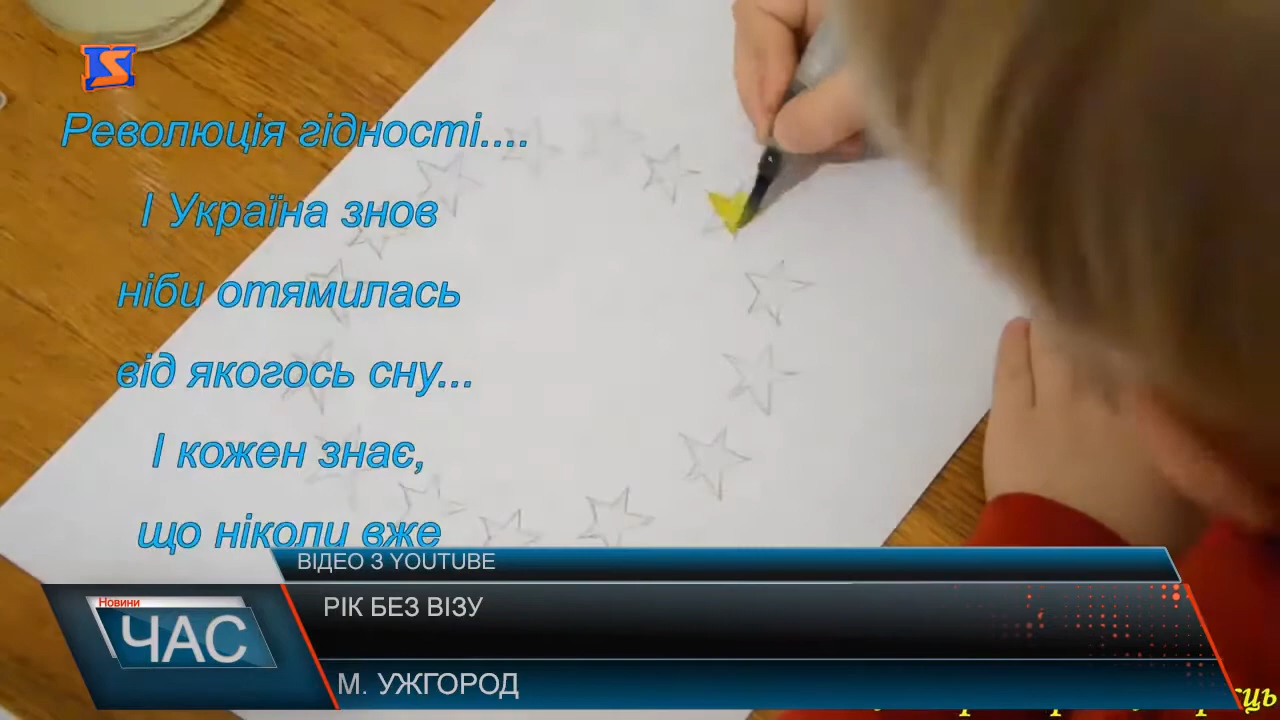 Революція гідності....
І Україна знов
ніби отямилась
від якогось сну...
І кожен знає,
що ніколи вже
ВІДЕО З YOUTUBE
Новини
ЧАС
РІК БЕЗ ВІЗУ
М. УЖГОРОД